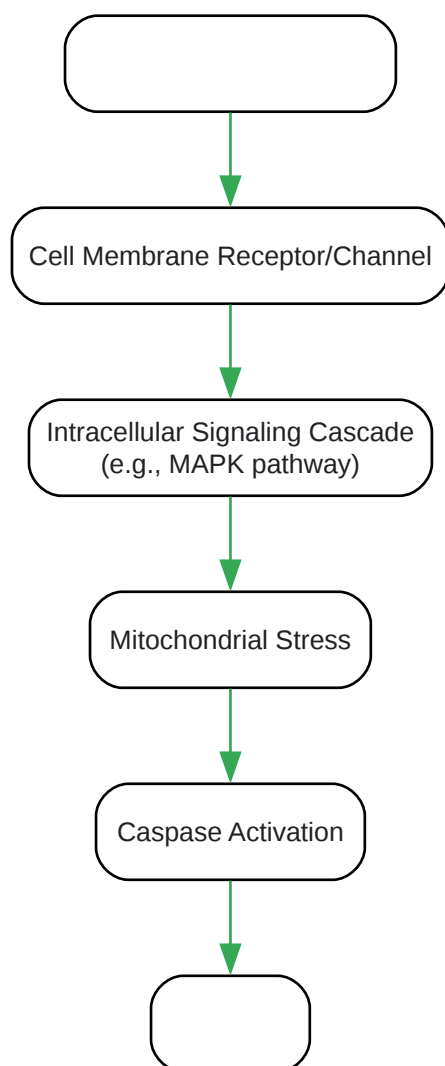 Cell Membrane Receptor/Channel
Intracellular Signaling Cascade
(e.g., MAPK pathway)
Mitochondrial Stress
Caspase Activation